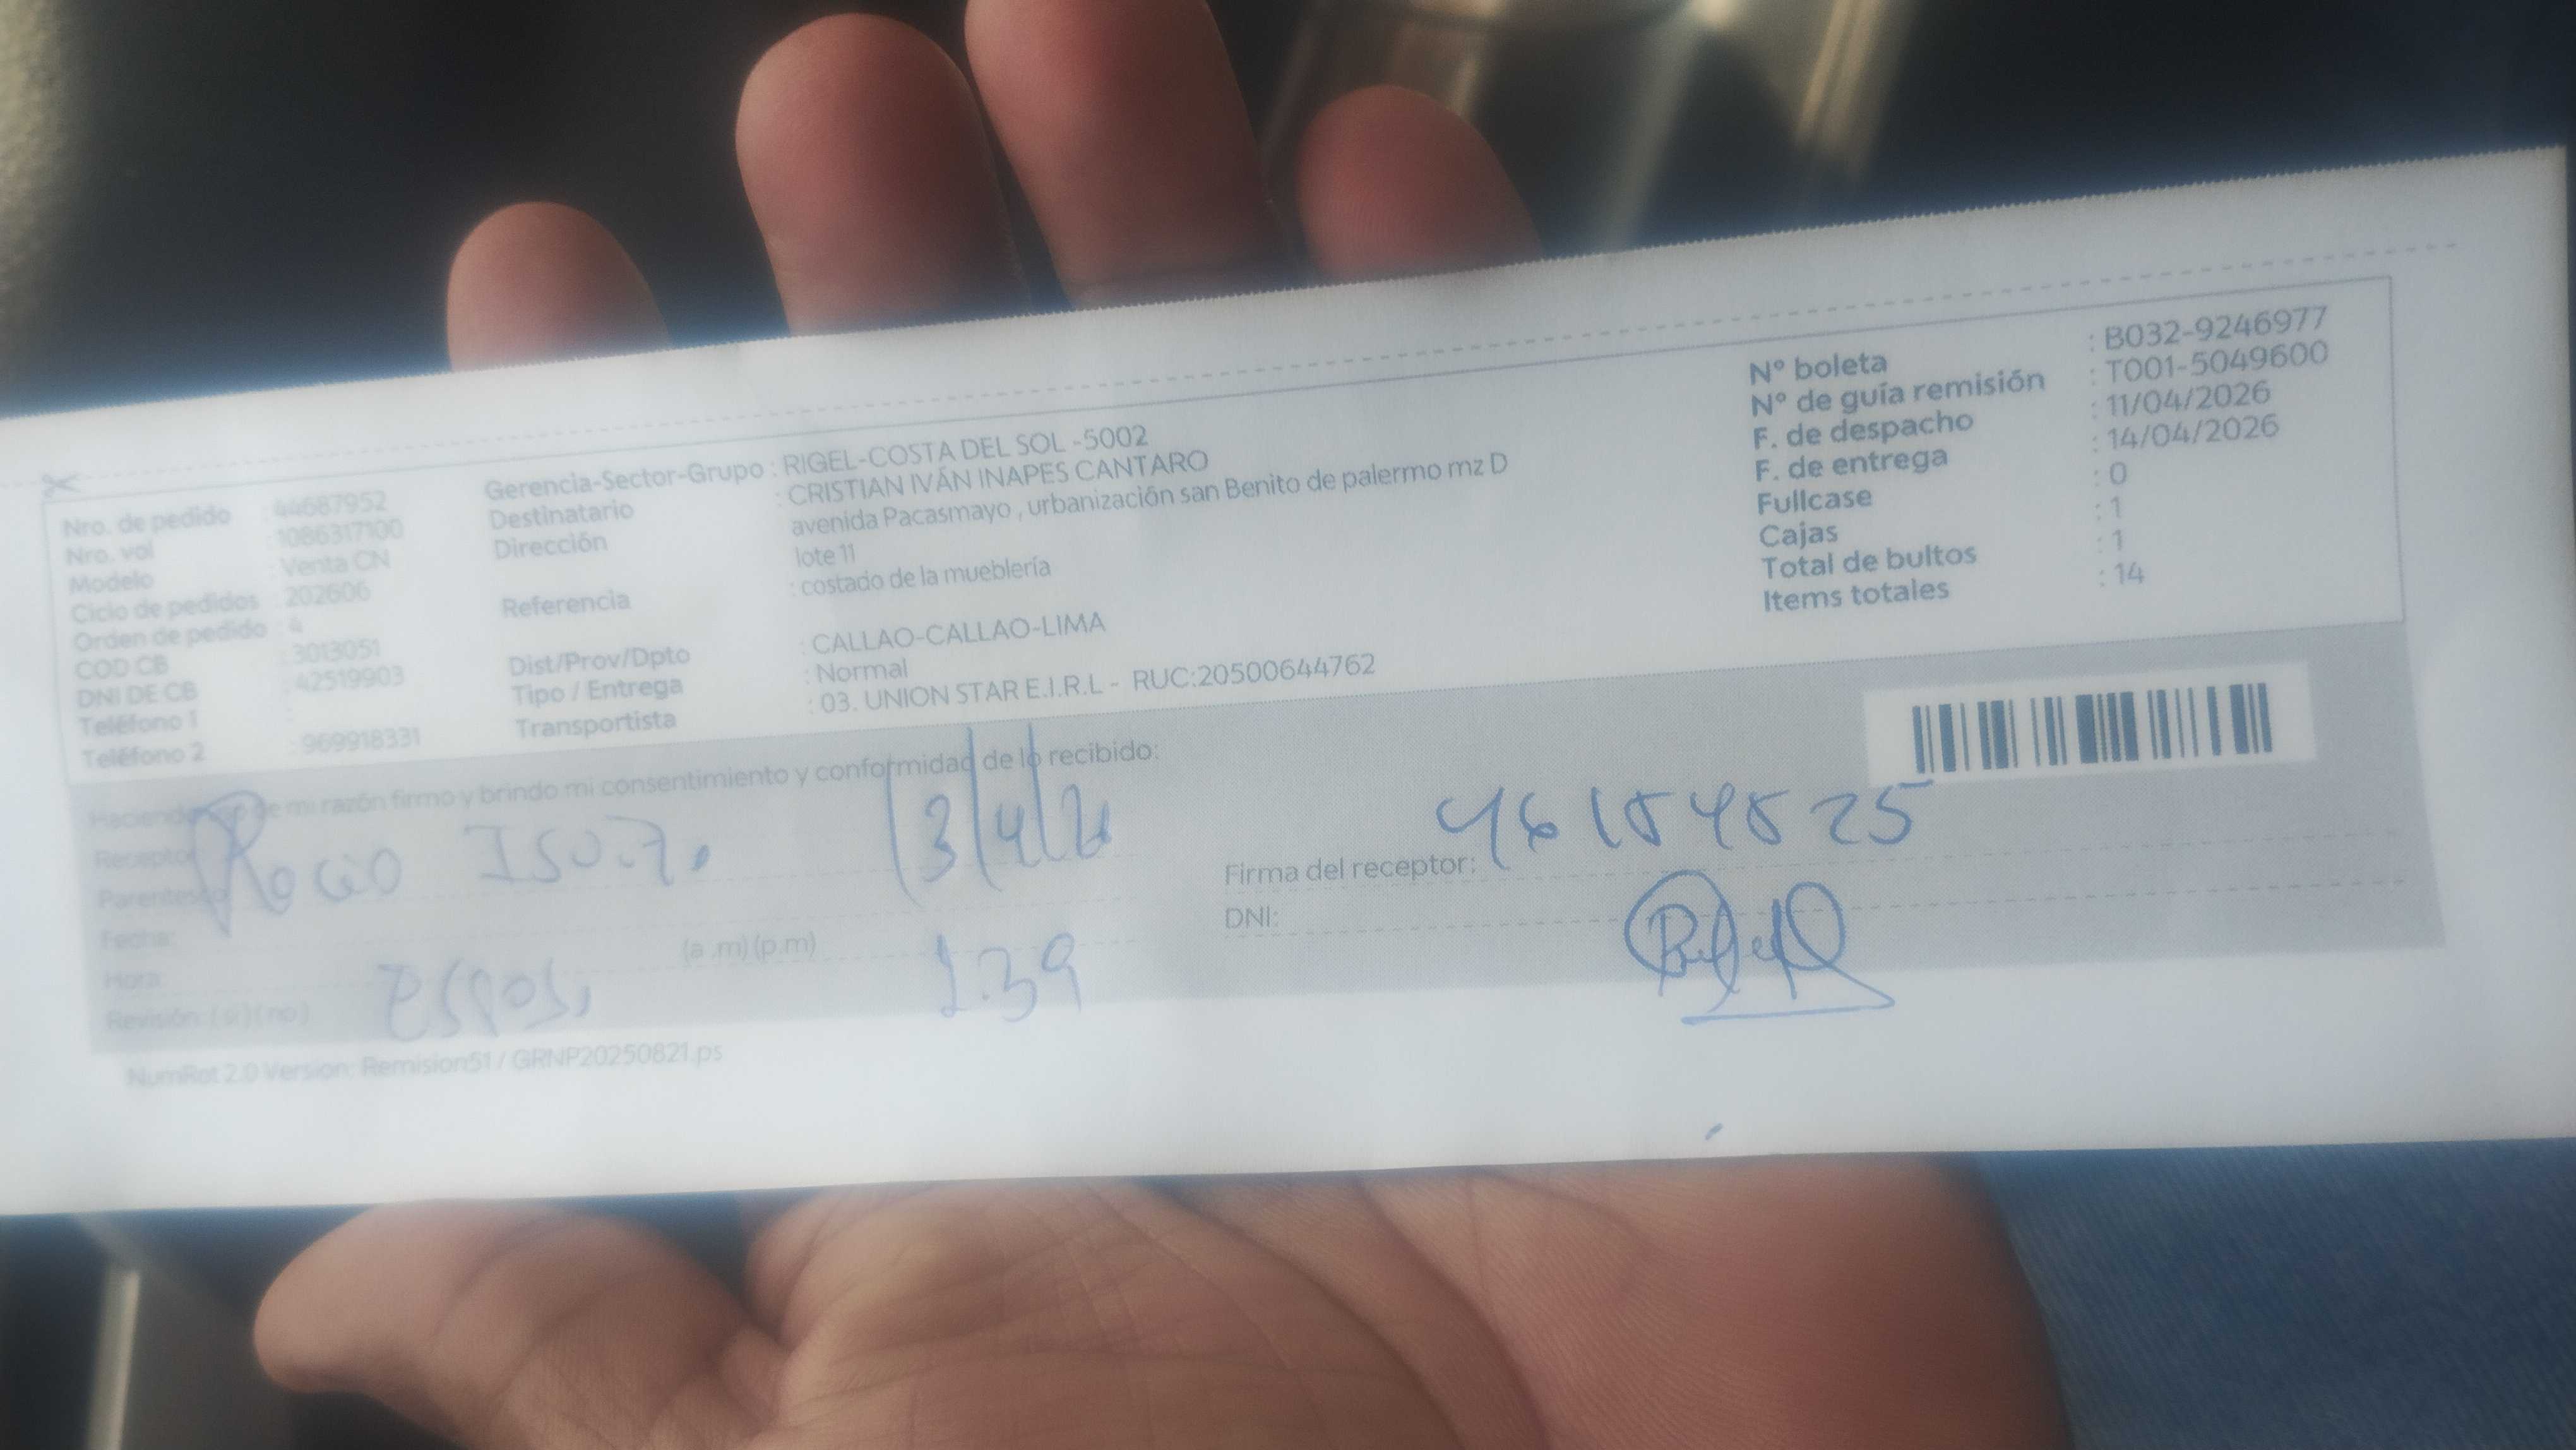 Nro. de pedido : 44687952
Nro. vol : 1086317100
Modelo : Venta CN
Ciclo de pedidos : 202606
Orden de pedido : 4
COD CB : 3013051
DNI DE CB : 42519903
Teléfono 1 :
Teléfono 2 : 969918331
Gerencia-Sector-Grupo : RIGEL-COSTA DEL SOL -5002
Destinatario : CRISTIAN IVÁN INAPES CANTARO
Dirección avenida Pacasmayo , urbanización san Benito de palermo mz D
lote 11
Referencia : costado de la mueblería
Dist/Prov/Dpto : CALLAO-CALLAO-LIMA
Tipo / Entrega : Normal
Transportista : 03. UNION STAR E.I.R.L - RUC:20500644762
N° boleta : B032-9246977
N° de guía remisión : T001-5049600
F. de despacho : 11/04/2026
F. de entrega : 14/04/2026
Fullcase : 0
Cajas : 1
Total de bultos : 1
Items totales : 14
Haciendo uso de mi razón firmo y brindo mi consentimiento y conformidad de lo recibido:
Receptor
Rocio 13/4/26
Parentesco
Fecha:
Hora: (a .m) (p.m) 1.39
Revisión: ( si ) ( no )
Firma del receptor:
DNI:
NumRot 2.0 Version: Remision51 / GRNP20250821.ps